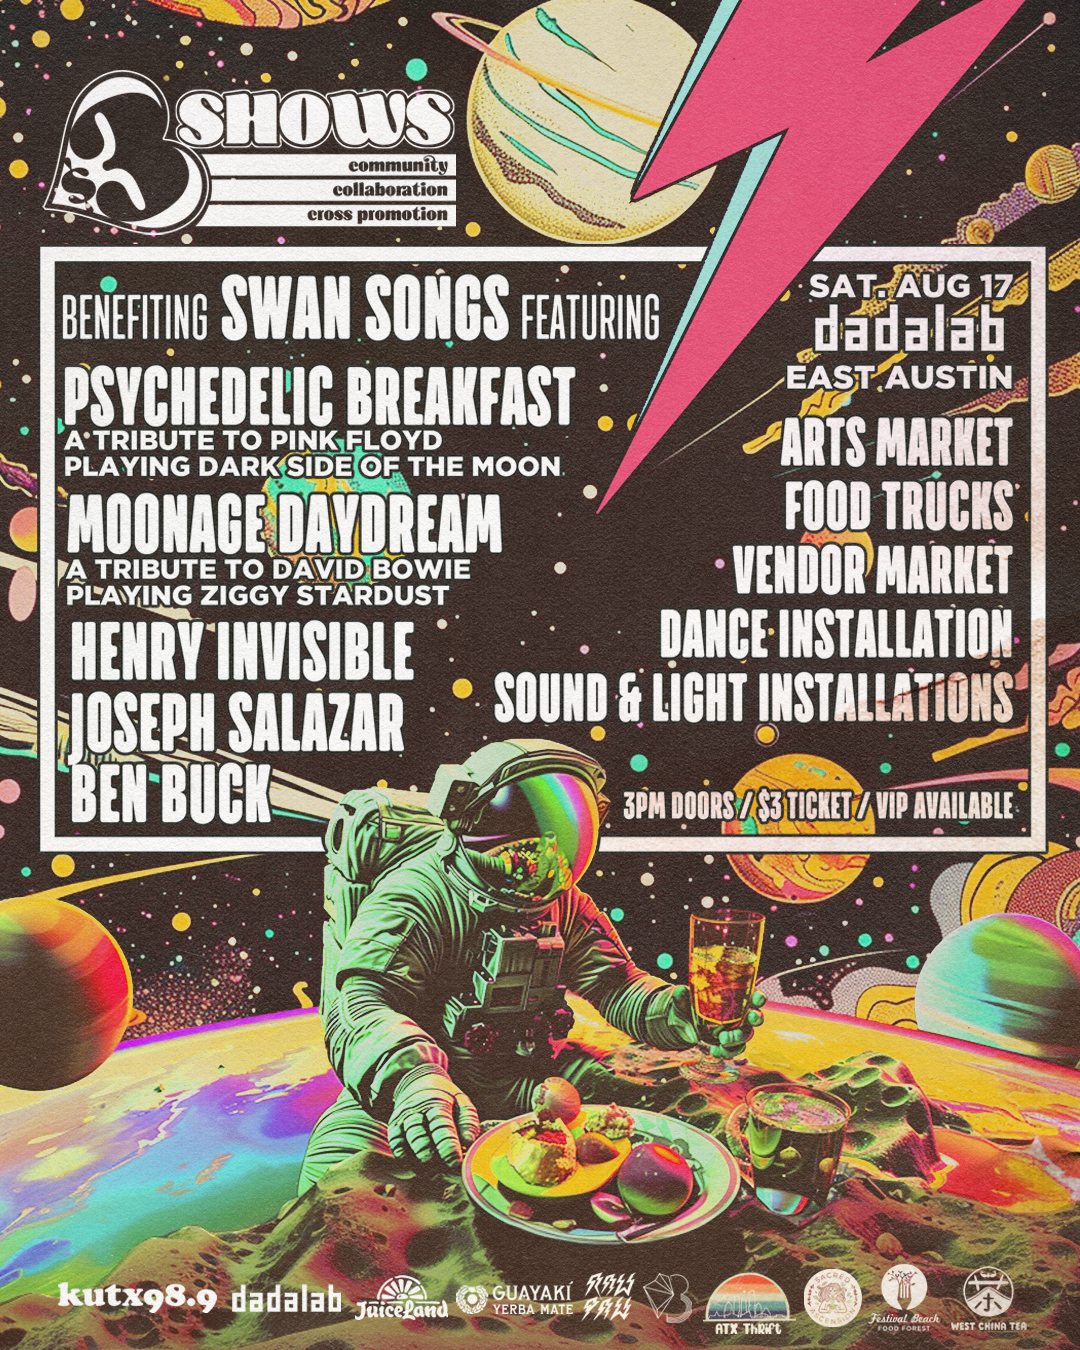 SHOWS
community
collaboration
cross promotion
BENEFITING SWAN SONGS FEATURING
PSYCHEDELIC BREAKFAST
A TRIBUTE TO PINK FLOYD
PLAYING DARK SIDE OF THE MOON
MOONAGE DAYDREAM
A TRIBUTE TO DAVID BOWIE
PLAYING ZIGGY STARDUST
HENRY INVISIBLE
JOSEPH SALAZAR
BEN BUCK
SAT. AUG 17
dadalab
EAST AUSTIN
ARTS MARKET
FOOD TRUCKS
VENDOR MARKET
DANCE INSTALLATION
SOUND & LIGHT INSTALLATIONS
3PM DOORS / $3 TICKET / VIP AVAILABLE
kutx98.9
dadalab
JuiceLand
GUAYAKÍ
YERBA MATE
ATX Thrift
SACRED
ASCENSION
Festival Beach
FOOD FOREST
茶
WEST CHINA TEA